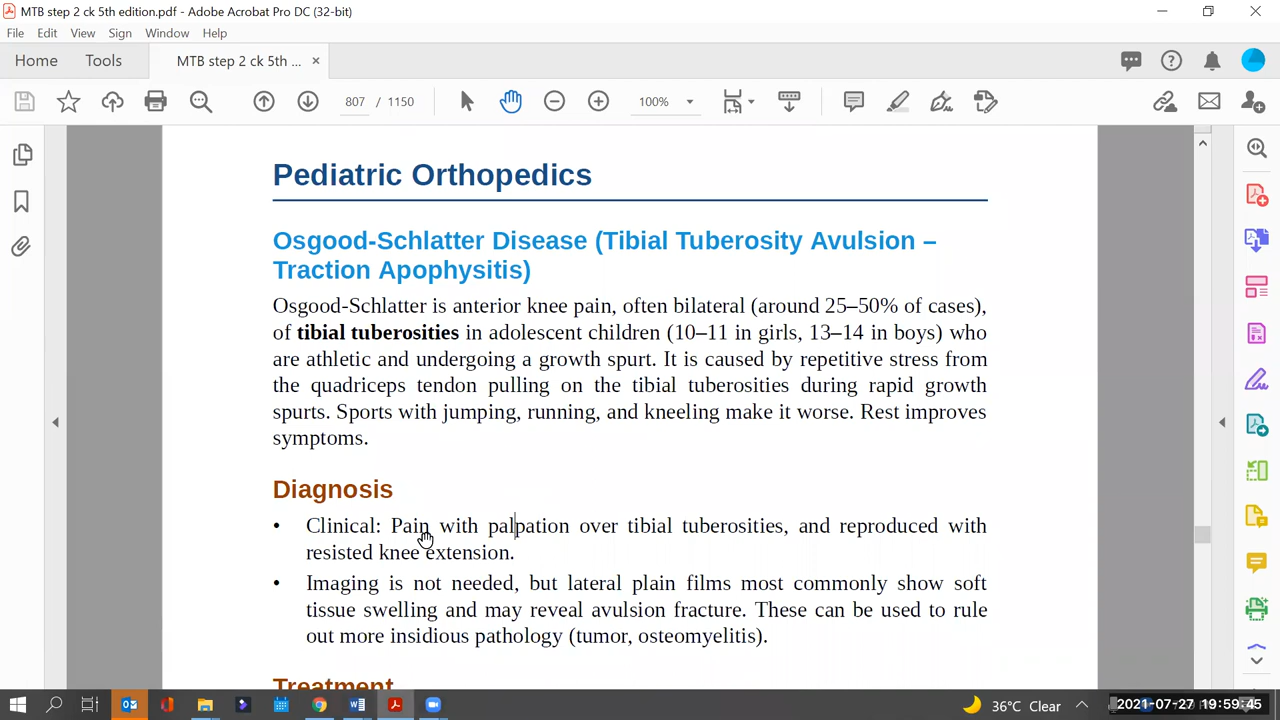 MTB step 2 ck 5th edition.pdf - Adobe Acrobat Pro DC (32-bit)
File Edit View Sign Window Help
Home Tools MTB step 2 ck 5th ... ×
807 / 1150 100%
Pediatric Orthopedics
Osgood-Schlatter Disease (Tibial Tuberosity Avulsion –
Traction Apophysitis)
Osgood-Schlatter is anterior knee pain, often bilateral (around 25–50% of cases),
of tibial tuberosities in adolescent children (10–11 in girls, 13–14 in boys) who
are athletic and undergoing a growth spurt. It is caused by repetitive stress from
the quadriceps tendon pulling on the tibial tuberosities during rapid growth
spurts. Sports with jumping, running, and kneeling make it worse. Rest improves
symptoms.
Diagnosis
• Clinical: Pain with palpation over tibial tuberosities, and reproduced with
resisted knee extension.
• Imaging is not needed, but lateral plain films most commonly show soft
tissue swelling and may reveal avulsion fracture. These can be used to rule
out more insidious pathology (tumor, osteomyelitis).
Treatment
36°C Clear 2021-07-27 19:59:45